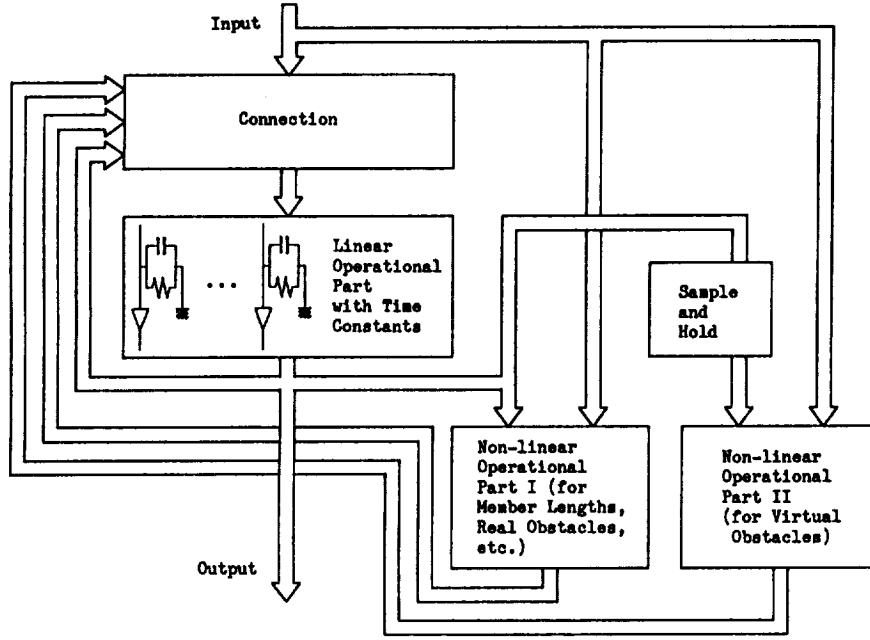 Input
Connection
Linear
Operational
Part
with Time
Constants
Sample
and
Hold
Non-linear
Operational
Part I (for
Member Lengths,
Real Obstacles,
etc.)
Non-linear
Operational
Part II
(for Virtual
Obstacles)
Output